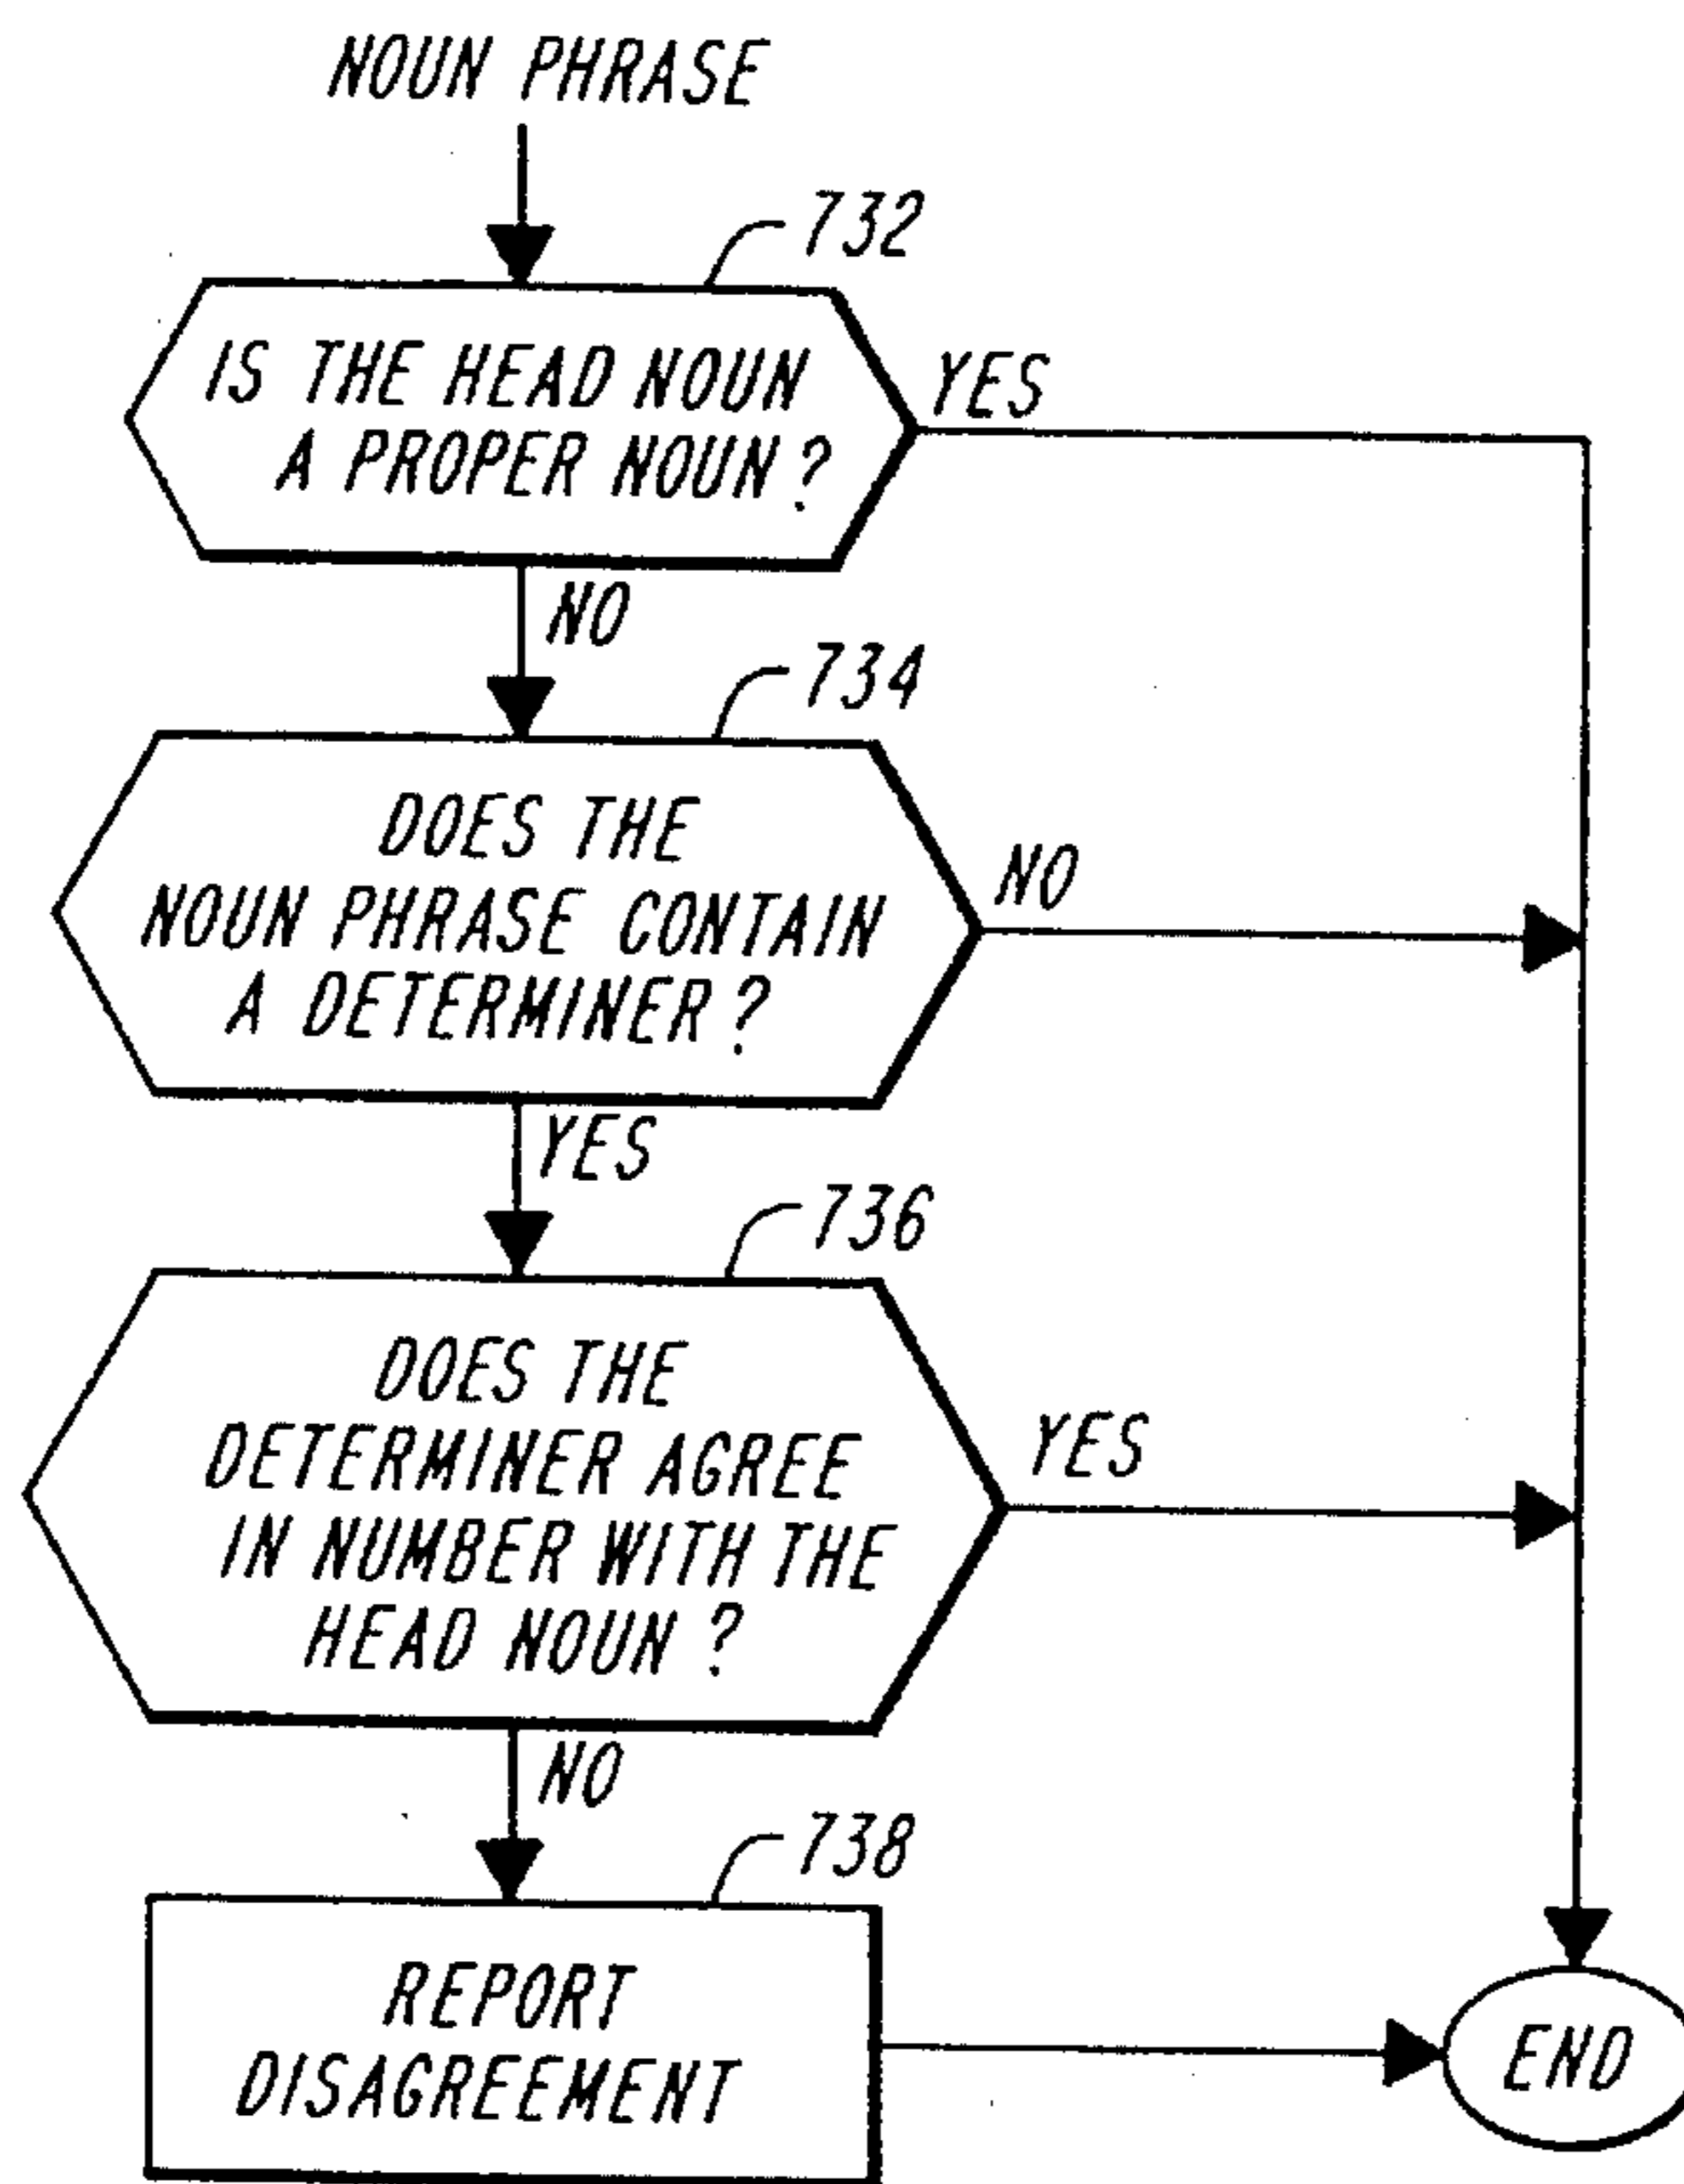 NOUN PHRASE
732
IS THE HEAD NOUN
A PROPER NOUN?
YES
NO
734
DOES THE
NOUN PHRASE CONTAIN
A DETERMINER?
NO
YES
736
DOES THE
DETERMINER AGREE
IN NUMBER WITH THE
HEAD NOUN?
YES
NO
738
REPORT
DISAGREEMENT
END